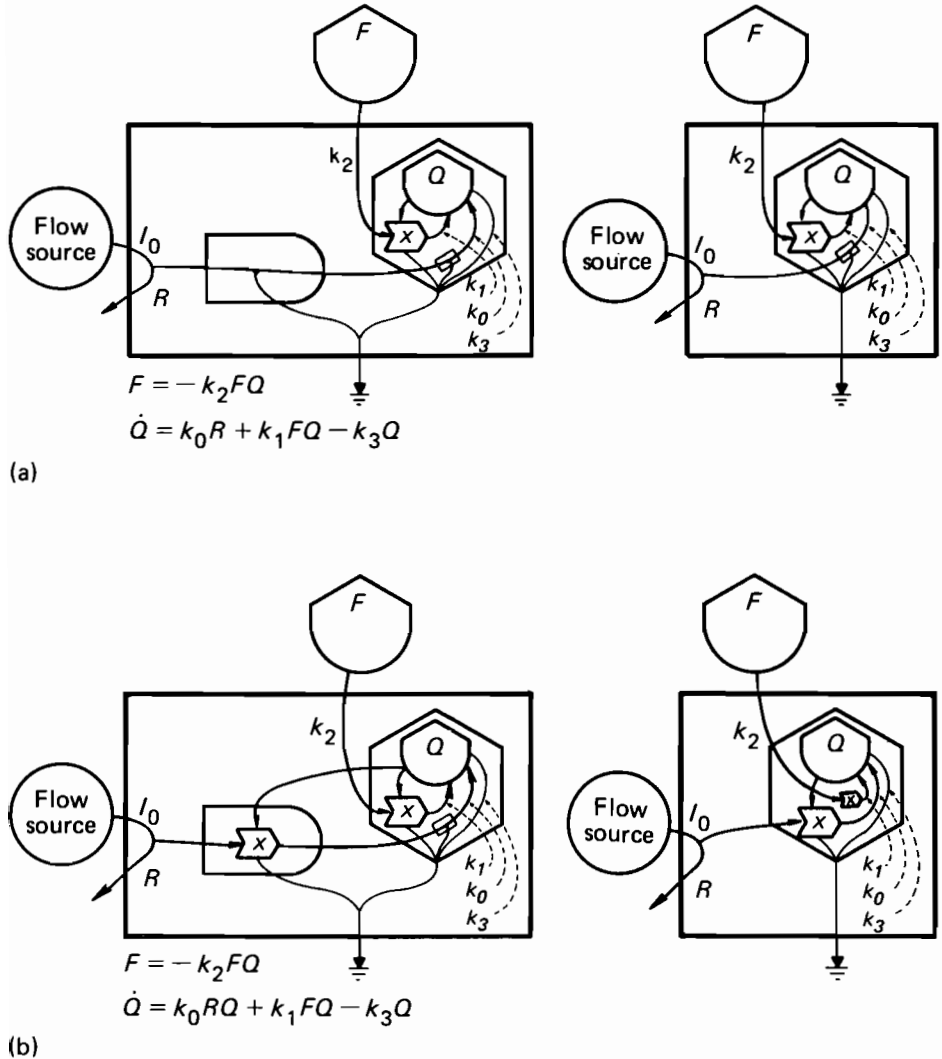 F
F
k₂
k₂
Q
Q
x
x
Flow
source
I₀
R
Flow
source
I₀
R
k₁
k₀
k₃
k₁
k₀
k₃
F = − k₂FQ
Q̇ = k₀R + k₁FQ − k₃Q
(a)
F
F
k₂
k₂
Q
Q
x
x
x
x
Flow
source
I₀
R
Flow
source
I₀
R
k₁
k₀
k₃
k₁
k₀
k₃
F = − k₂FQ
Q̇ = k₀RQ + k₁FQ − k₃Q
(b)